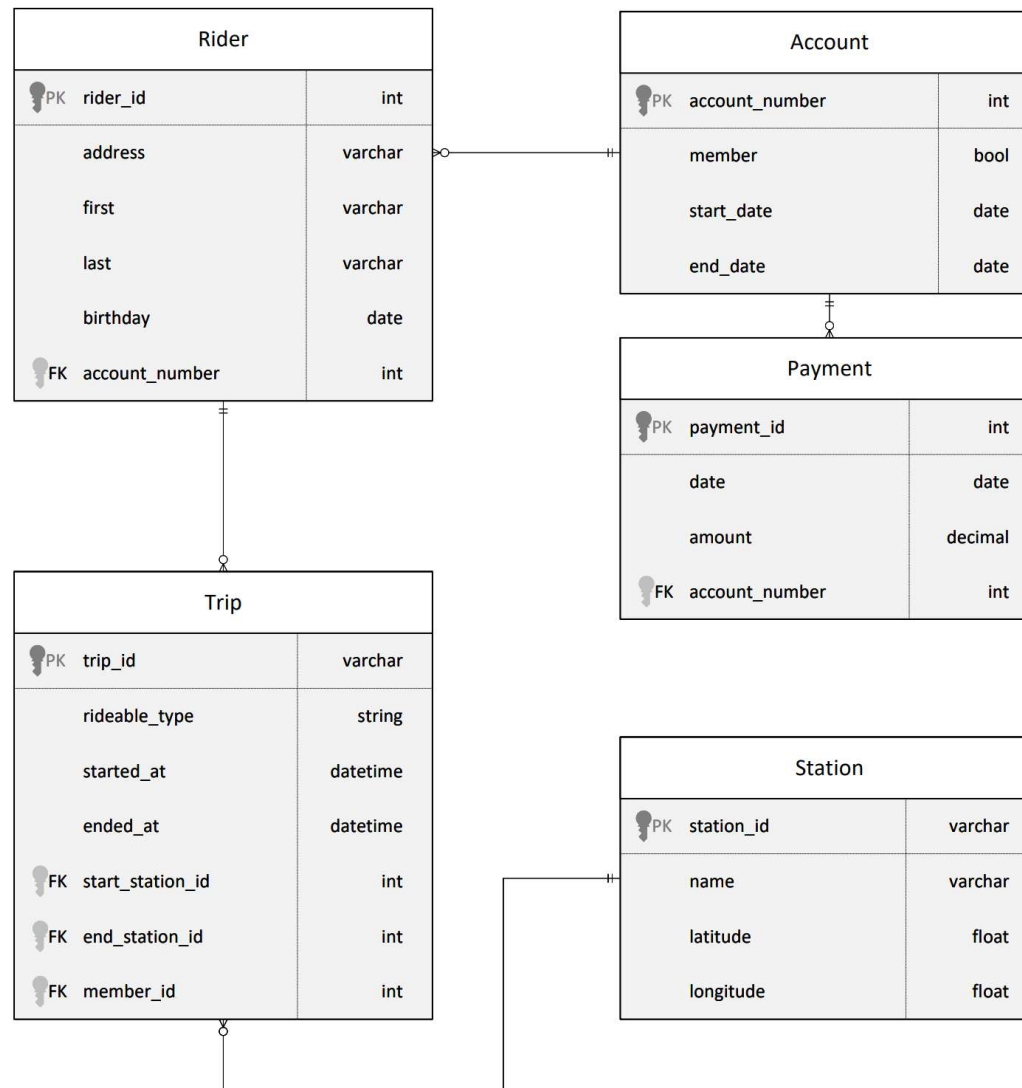 Rider
PK rider_id int
address varchar
first varchar
last varchar
birthday date
FK account_number int
Account
PK account_number int
member bool
start_date date
end_date date
Payment
PK payment_id int
date date
amount decimal
FK account_number int
Trip
PK trip_id varchar
rideable_type string
started_at datetime
ended_at datetime
FK start_station_id int
FK end_station_id int
FK member_id int
Station
PK station_id varchar
name varchar
latitude float
longitude float